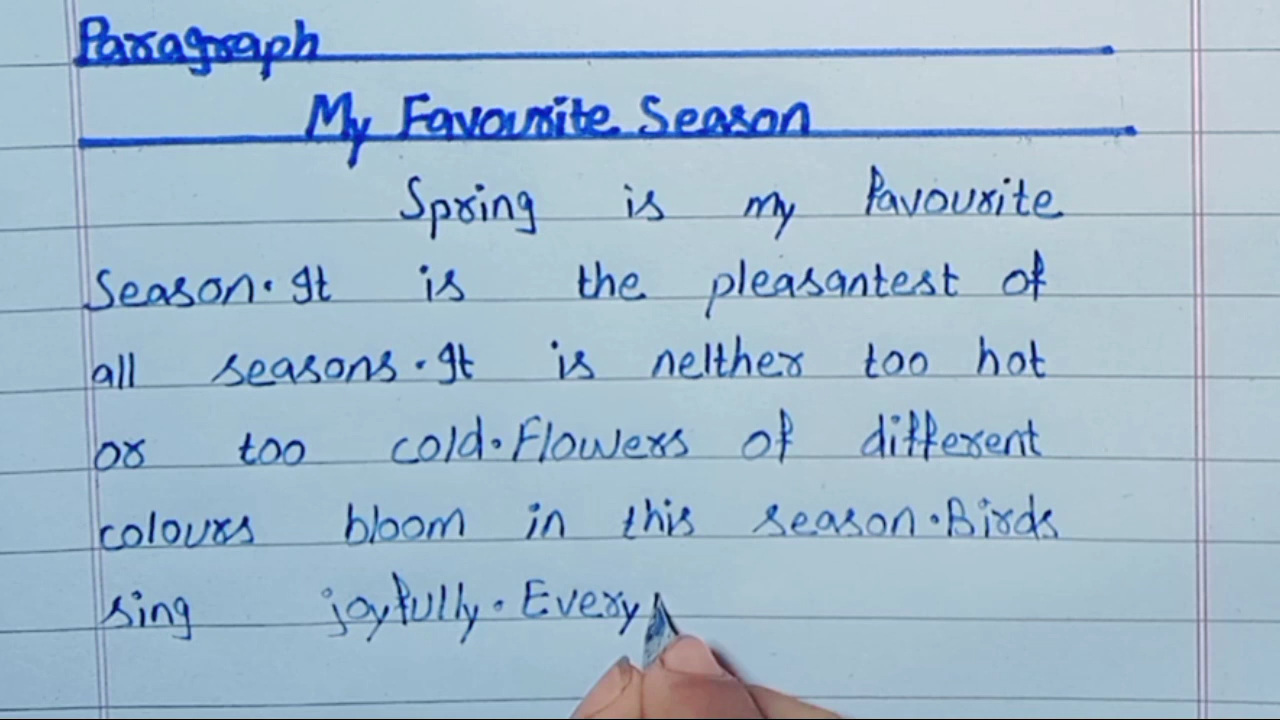 Paragraph
My Favourite Season
Spring is my favourite
Season. It is the pleasantest of
all seasons. It is neither too hot
or too cold. Flowers of different
colours bloom in this season. Birds
sing joyfully. Every